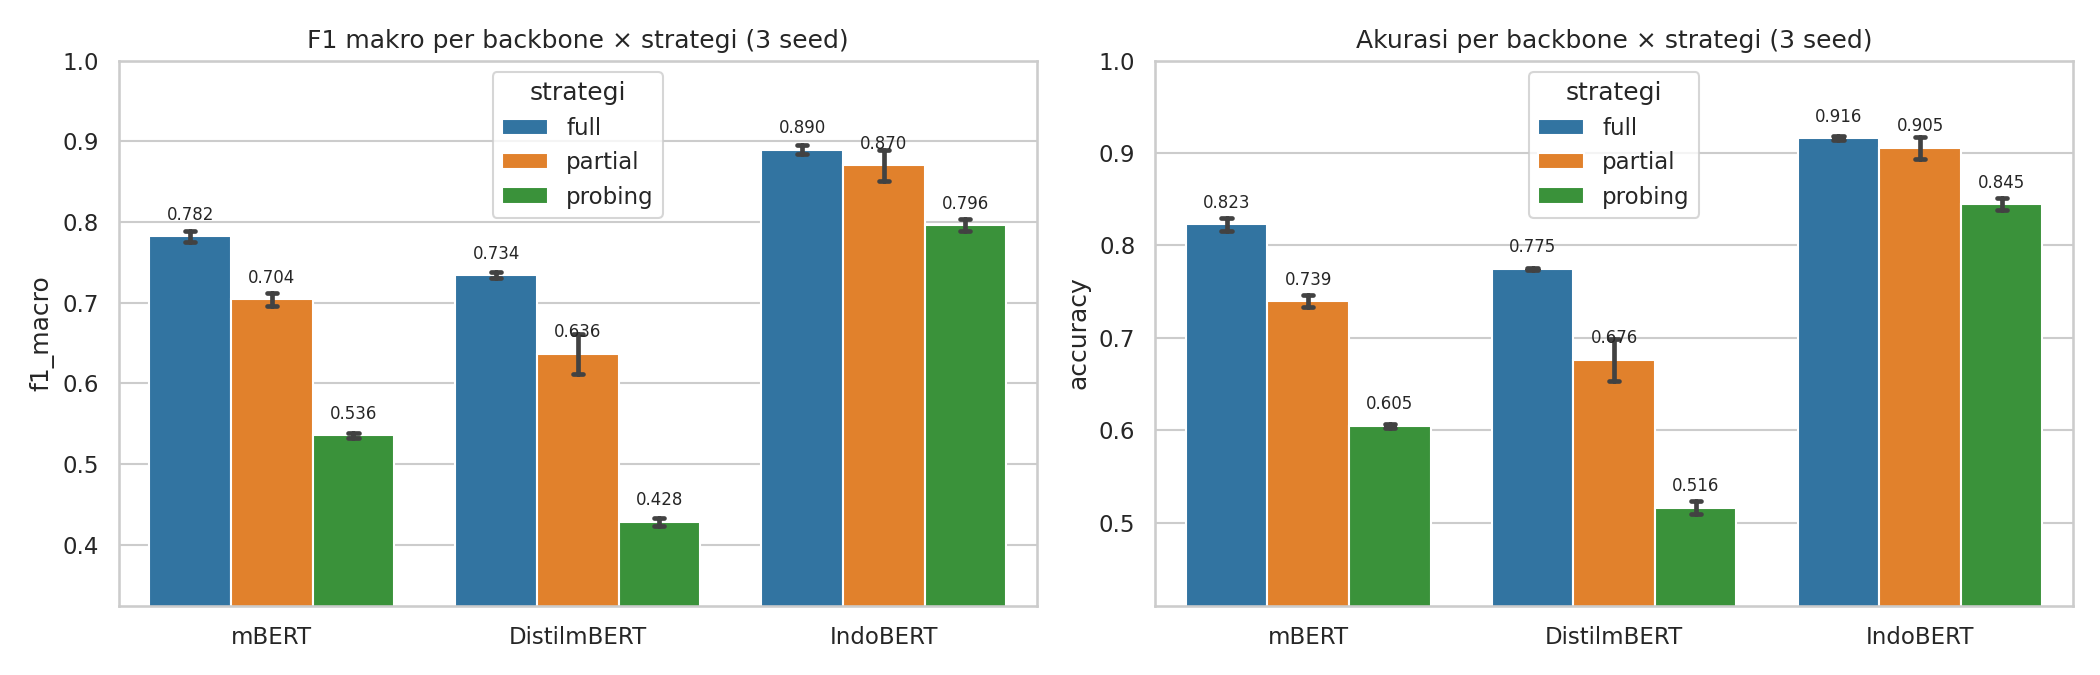 F1 makro per backbone × strategi (3 seed)
f1_macro
1.0
0.9
0.8
0.7
0.6
0.5
0.4
strategi
full
partial
probing
0.782
0.704
0.536
0.734
0.636
0.428
0.890
0.870
0.796
mBERT
DistilmBERT
IndoBERT
Akurasi per backbone × strategi (3 seed)
accuracy
1.0
0.9
0.8
0.7
0.6
0.5
strategi
full
partial
probing
0.823
0.739
0.605
0.775
0.676
0.516
0.916
0.905
0.845
mBERT
DistilmBERT
IndoBERT